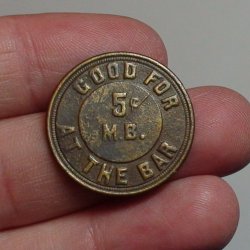 GOOD FOR
5¢
M.B.
AT THE BAR